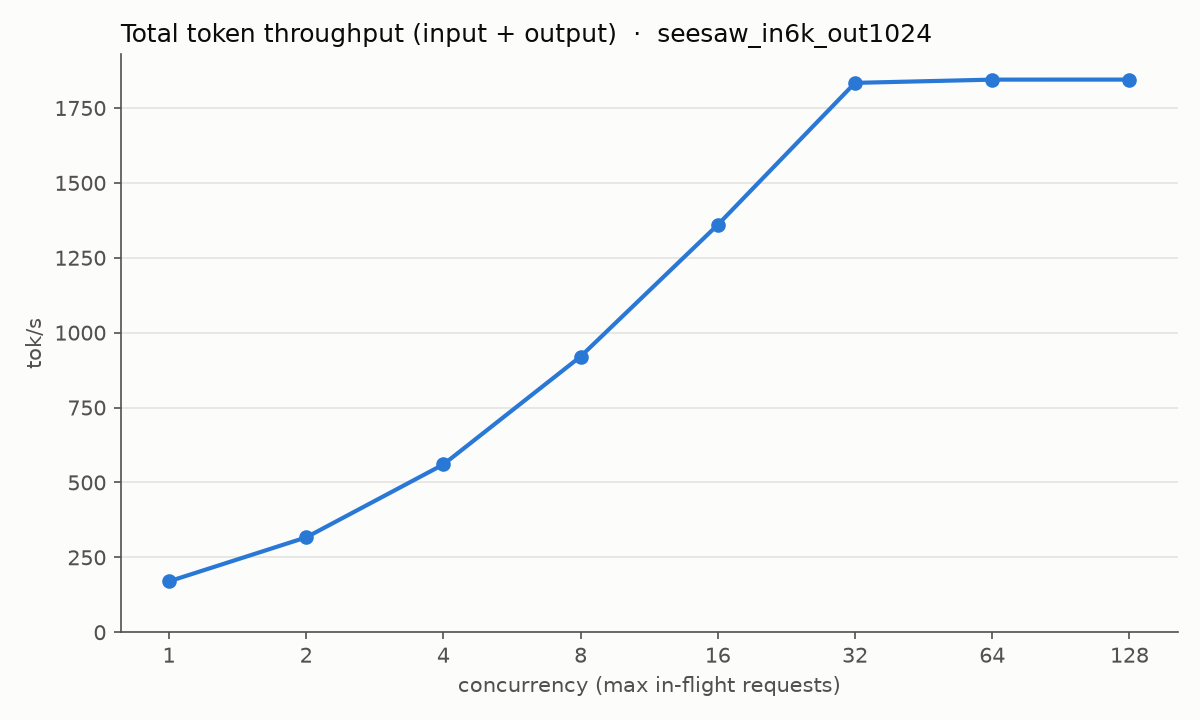 Total token throughput (input + output)  ·  seesaw_in6k_out1024
1750
1500
1250
1000
750
500
250
0
tok/s
1 2 4 8 16 32 64 128
concurrency (max in-flight requests)